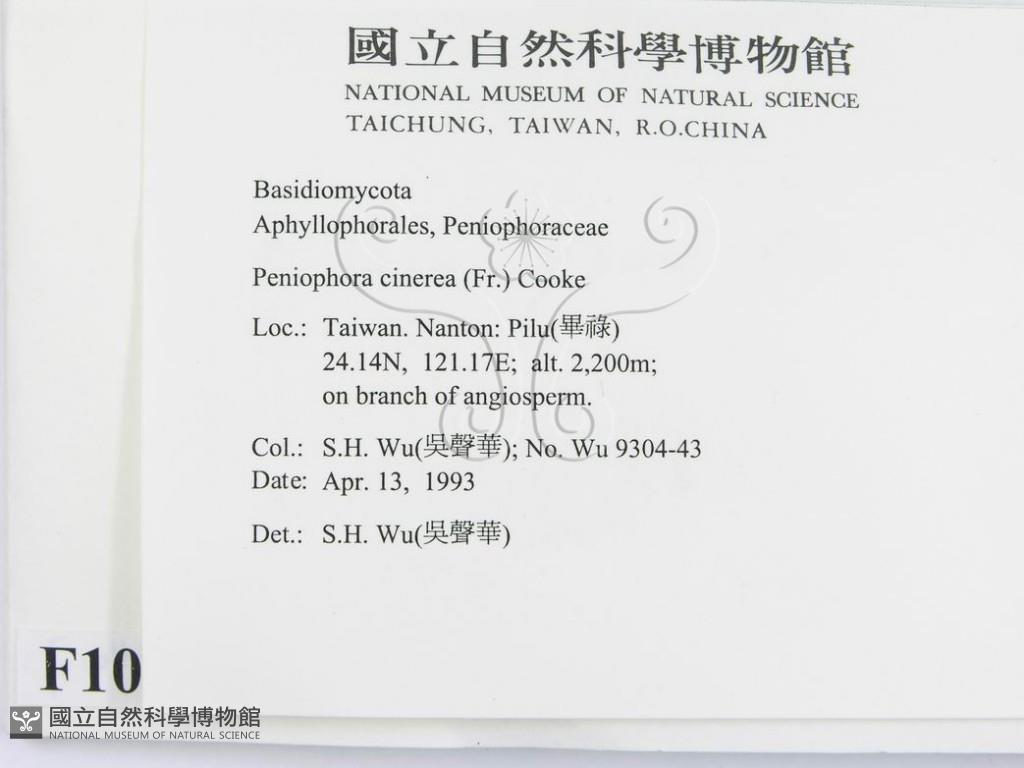 國立自然科學博物館
NATIONAL MUSEUM OF NATURAL SCIENCE
TAICHUNG, TAIWAN, R.O.CHINA
Basidiomycota
Aphyllophorales, Peniophoraceae
Peniophora cinerea (Fr.) Cooke
Loc.: Taiwan. Nanton: Pilu(畢祿)
24.14N, 121.17E; alt. 2,200m;
on branch of angiosperm.
Col.: S.H. Wu(吳聲華); No. Wu 9304-43
Date: Apr. 13, 1993
Det.: S.H. Wu(吳聲華)
F10
國立自然科學博物館
NATIONAL MUSEUM OF NATURAL SCIENCE